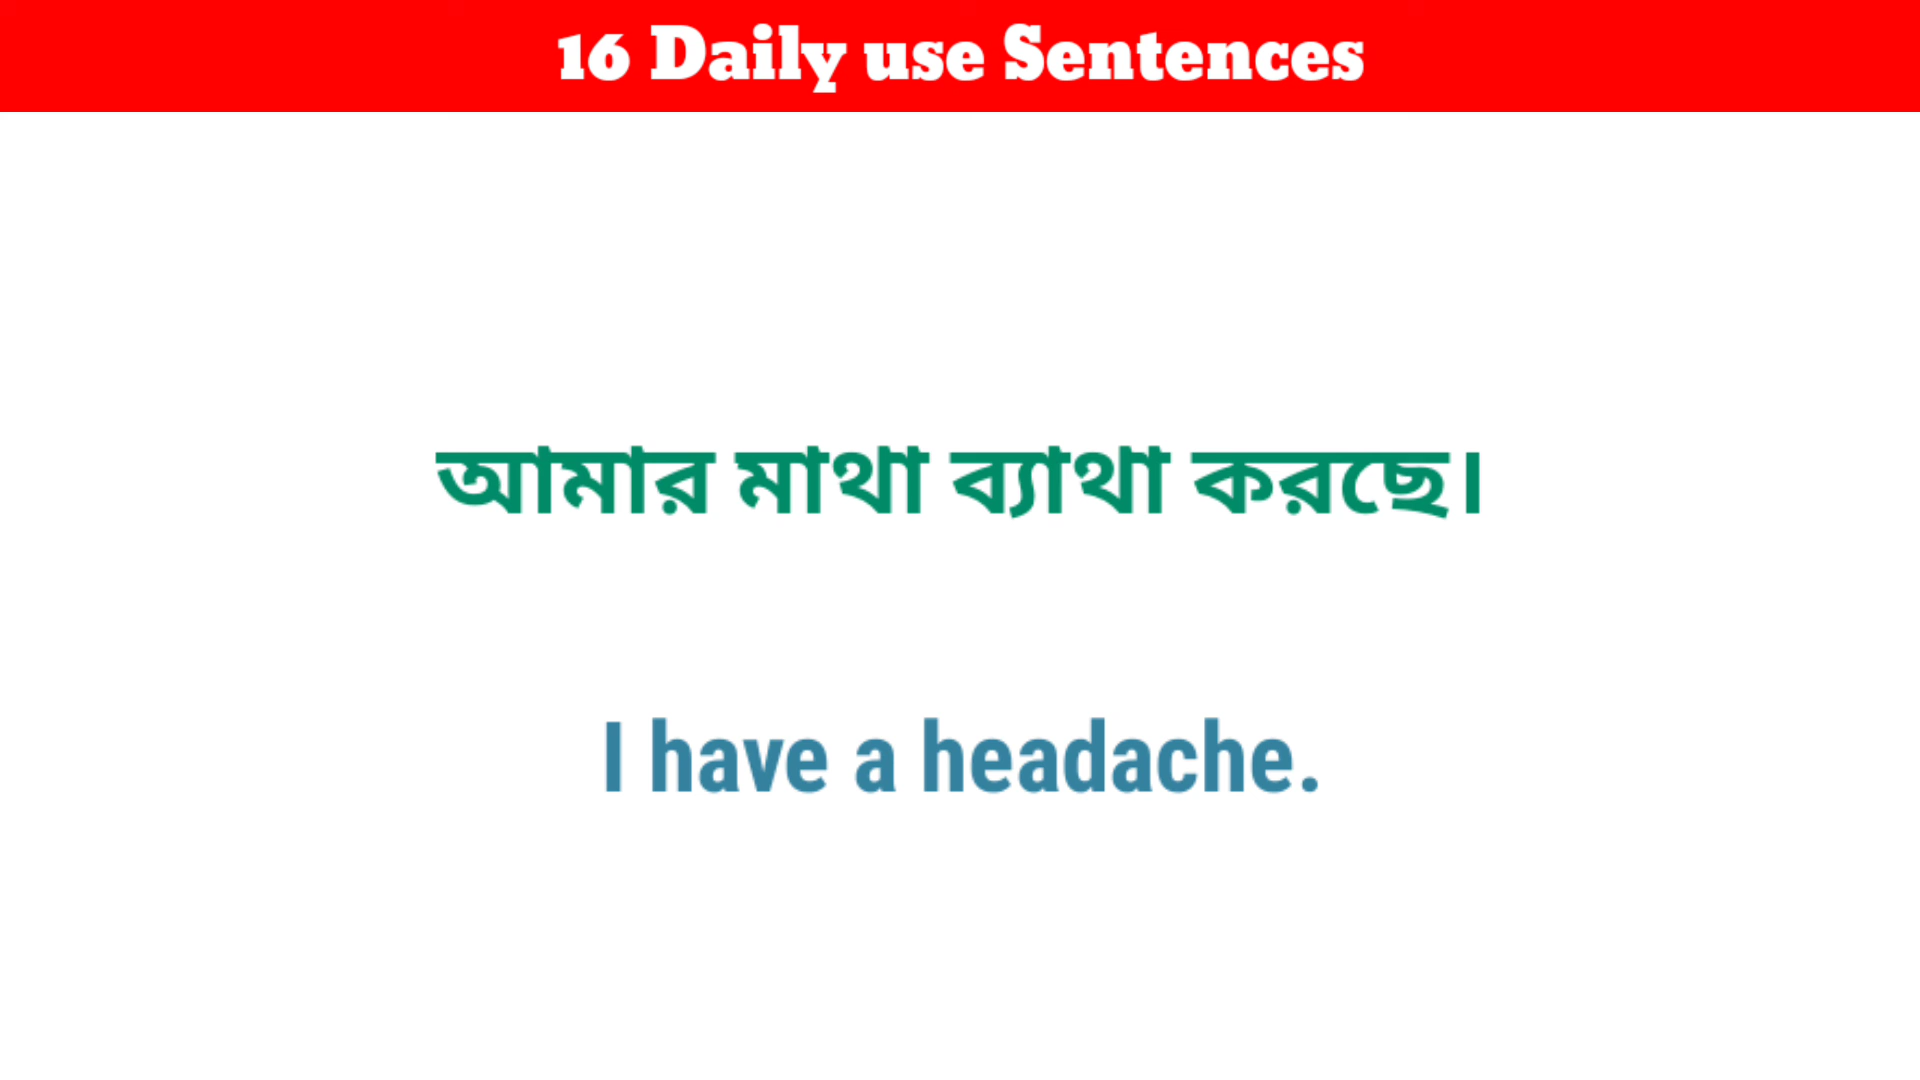 16 Daily use Sentences
আমার মাথা ব্যাথা করছে।
I have a headache.